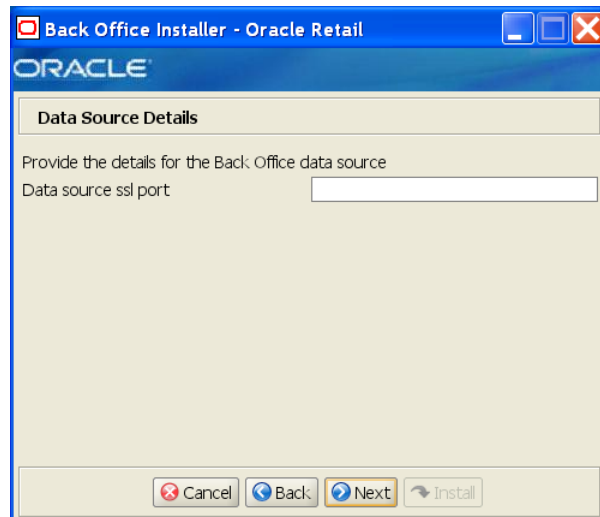 Back Office Installer - Oracle Retail
ORACLE
Data Source Details
Provide the details for the Back Office data source
Data source ssl port
Cancel Back Next Install